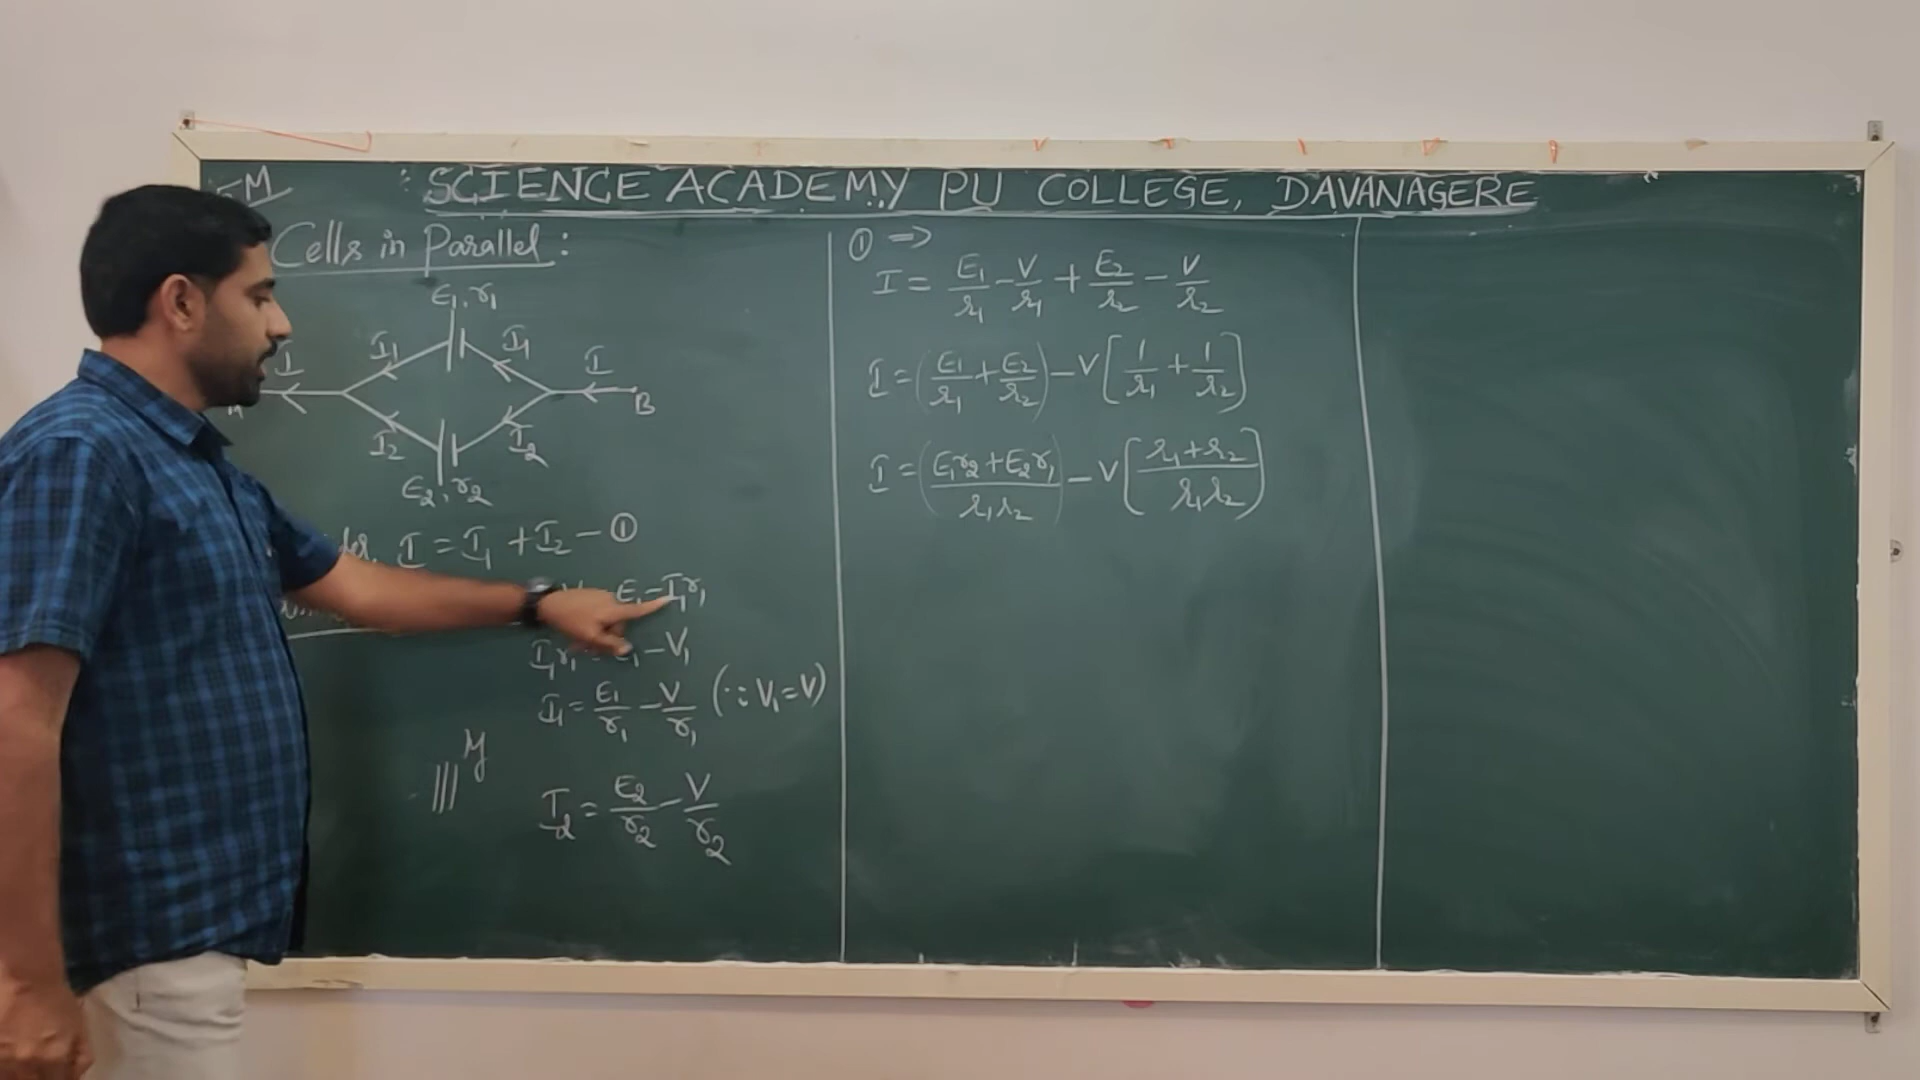 SCIENCE ACADEMY PU COLLEGE, DAVANAGERE
Cells in Parallel:
E₁, r₁
I₁ I₁
I I
B
I₂ I₂
E₂, r₂
I = I₁ + I₂ - ①
E₁ - I₁r₁
I₁r₁ = E₁ - V₁
I₁ = E₁/r₁ - V/r₁ (∵ V₁ = V)
|||ly
I₂ = E₂/r₂ - V/r₂
① ⇒
I = E₁/r₁ - V/r₁ + E₂/r₂ - V/r₂
I = (E₁/r₁ + E₂/r₂) - V[1/r₁ + 1/r₂]
I = (E₁r₂ + E₂r₁/r₁r₂) - V[r₁ + r₂/r₁r₂]